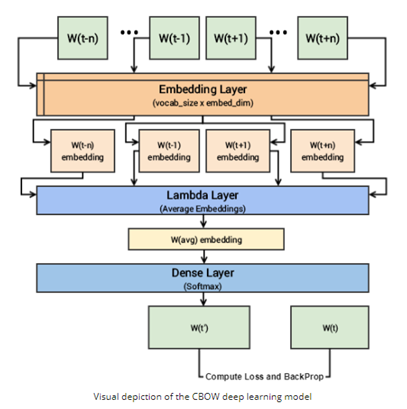 W(t-n) ••• W(t-1) W(t+1) ••• W(t+n)
Embedding Layer
(vocab_size x embed_dim)
W(t-n) W(t-1) W(t+1) W(t+n)
embedding embedding embedding embedding
Lambda Layer
(Average Embeddings)
W(avg) embedding
Dense Layer
(Softmax)
W(t') W(t)
Compute Loss and BackProp
Visual depiction of the CBOW deep learning model